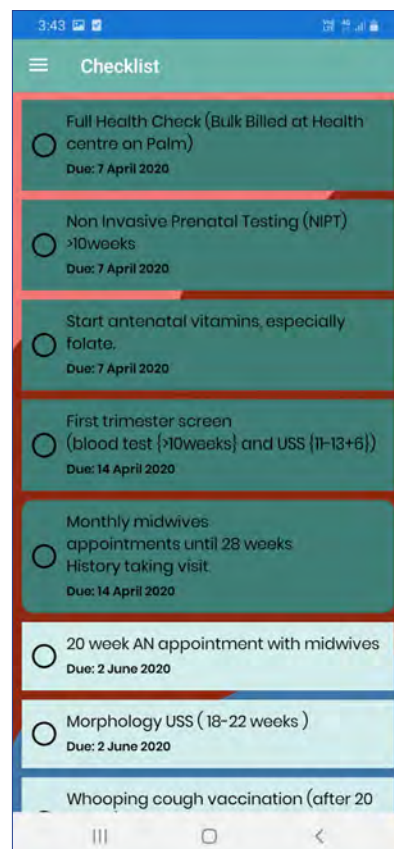 3:43
Checklist
Full Health Check (Bulk Billed at Health
centre on Palm)
Due: 7 April 2020
Non Invasive Prenatal Testing (NIPT)
>10weeks
Due: 7 April 2020
Start antenatal vitamins, especially
folate.
Due: 7 April 2020
First trimester screen
(blood test {>10weeks} and USS {11-13+6})
Due: 14 April 2020
Monthly midwives
appointments until 28 weeks
History taking visit
Due: 14 April 2020
20 week AN appointment with midwives
Due: 2 June 2020
Morphology USS ( 18-22 weeks )
Due: 2 June 2020
Whooping cough vaccination (after 20